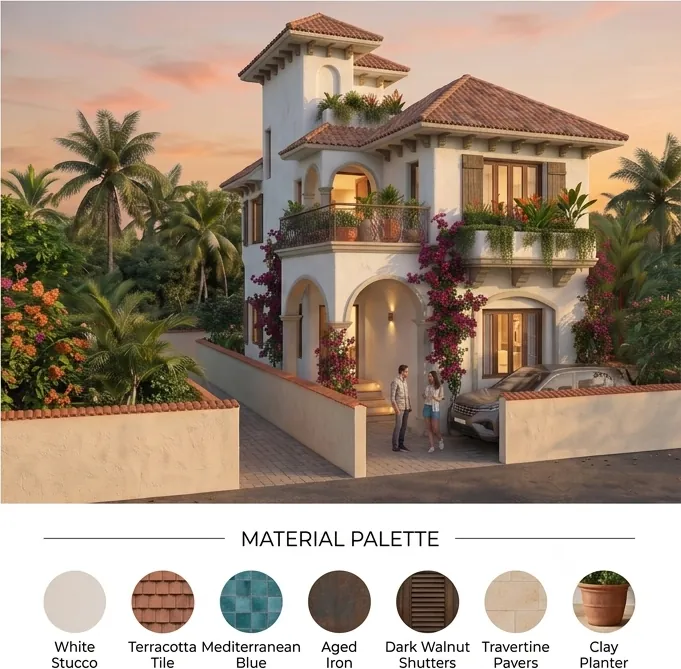 MATERIAL PALETTE
White
Stucco
Terracotta
Tile
Mediterranean
Blue
Aged
Iron
Dark Walnut
Shutters
Travertine
Pavers
Clay
Planter